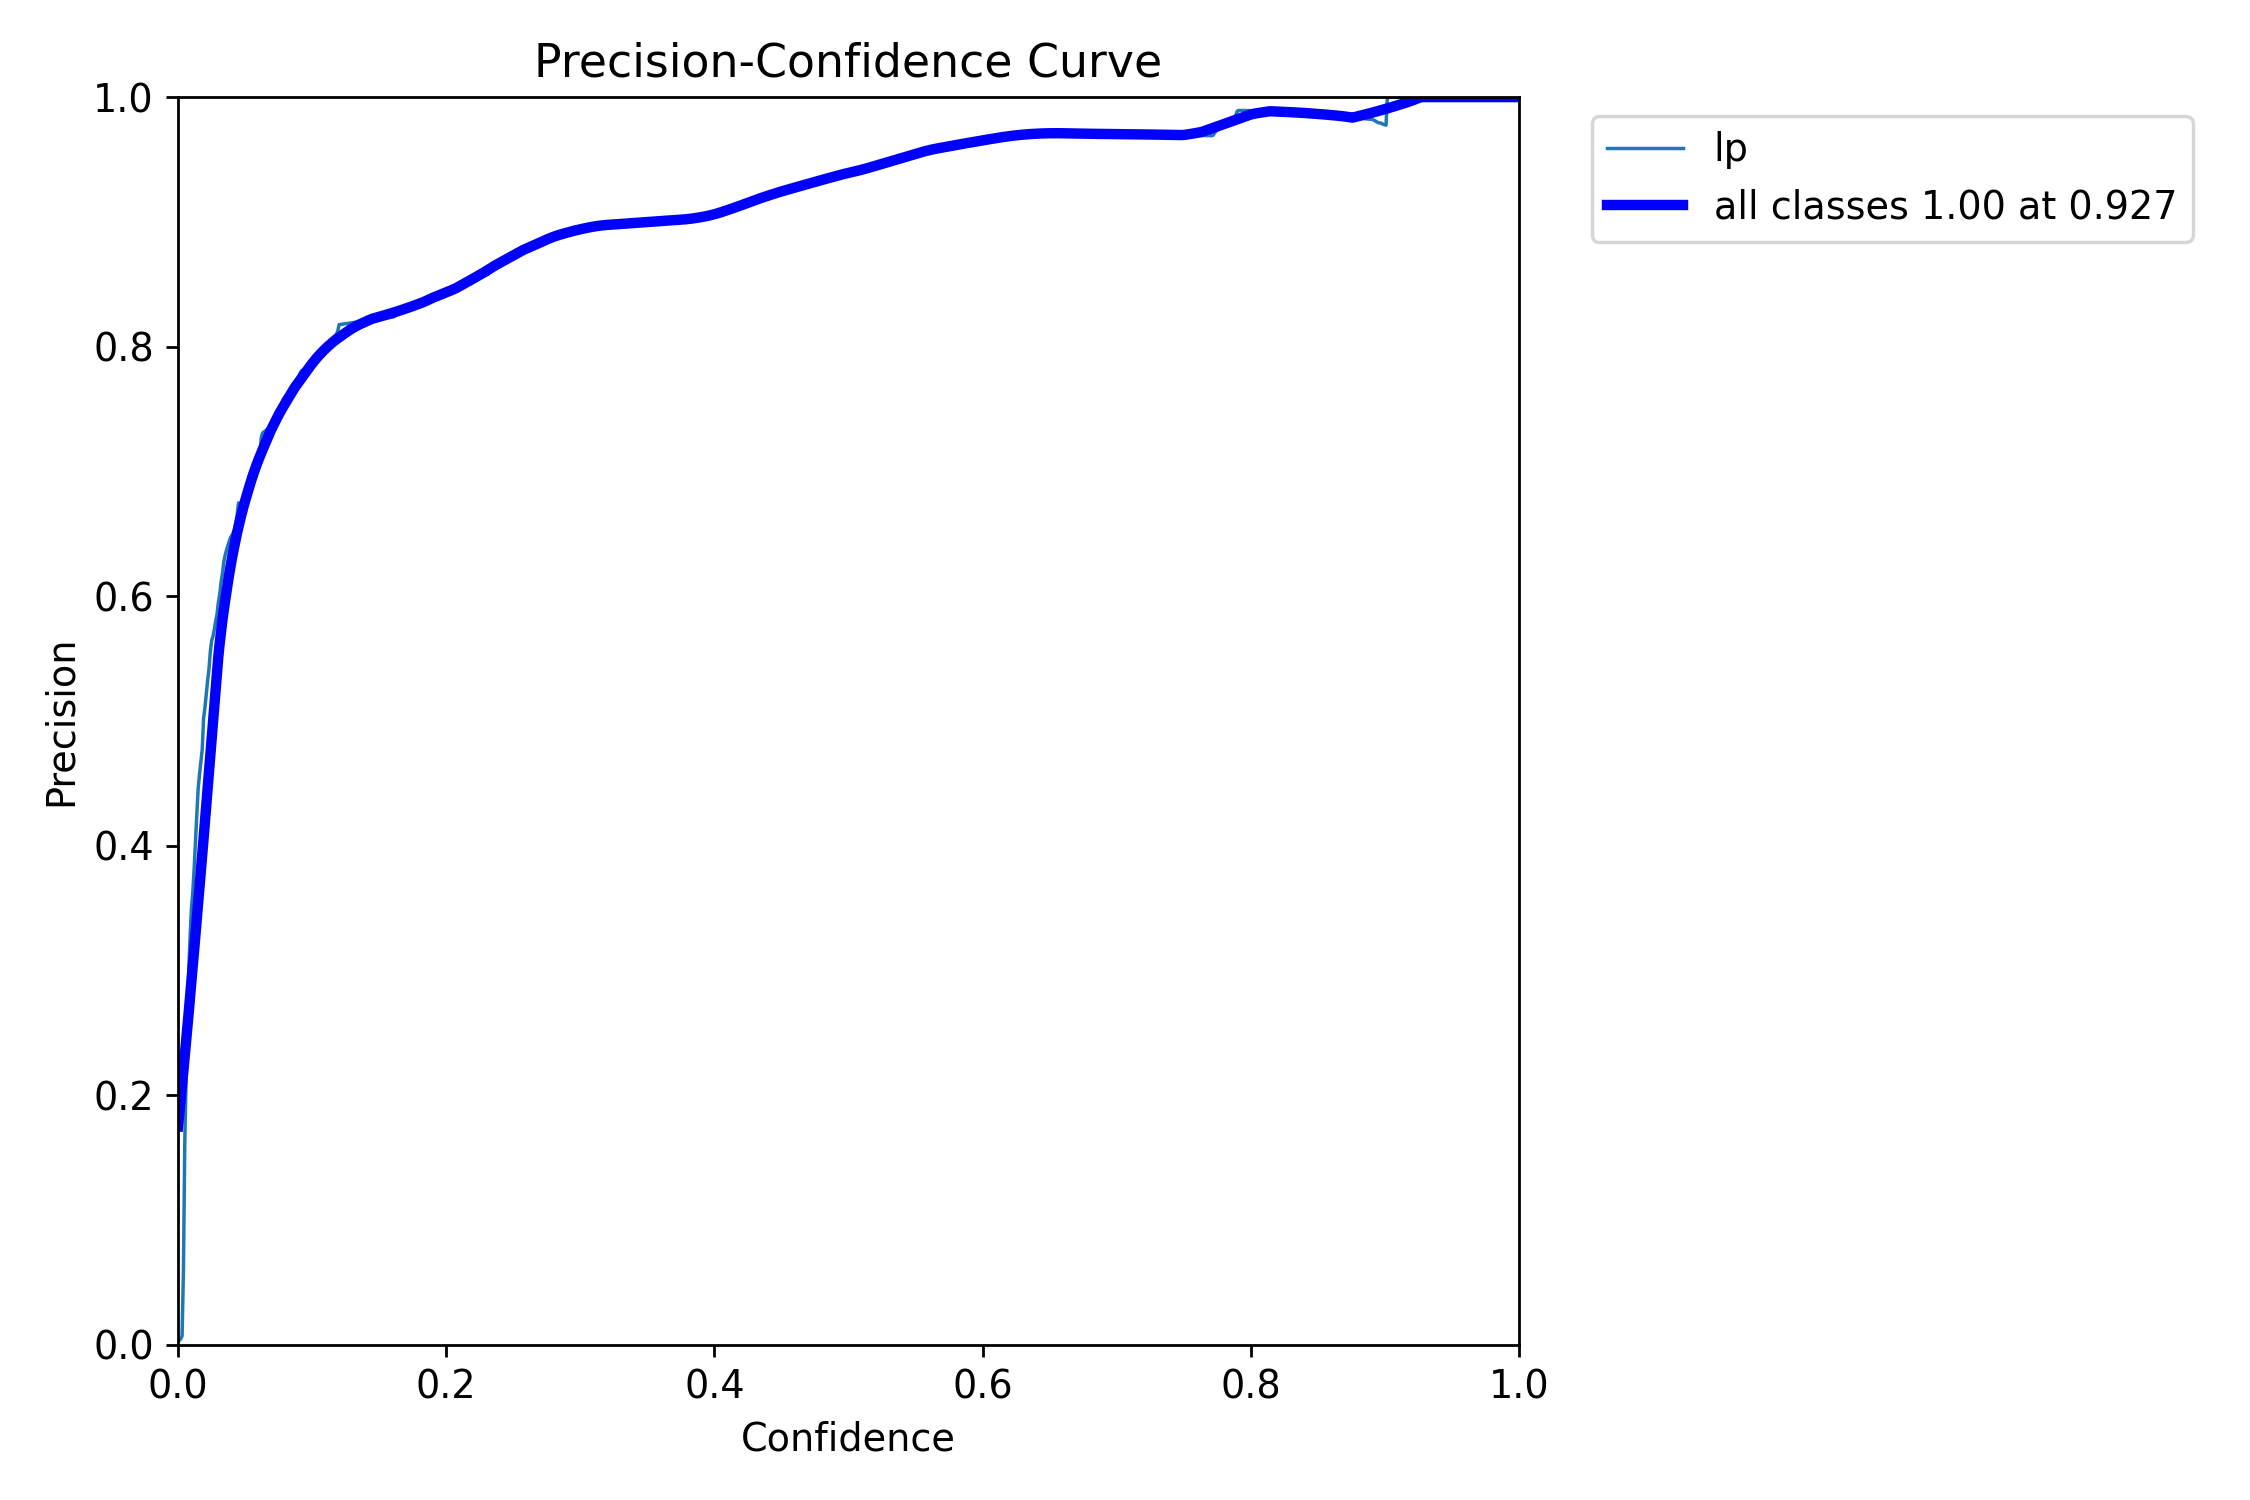 Precision-Confidence Curve
1.0
0.8
0.6
0.4
0.2
0.0
Precision
0.0 0.2 0.4 0.6 0.8 1.0
Confidence
lp
all classes 1.00 at 0.927